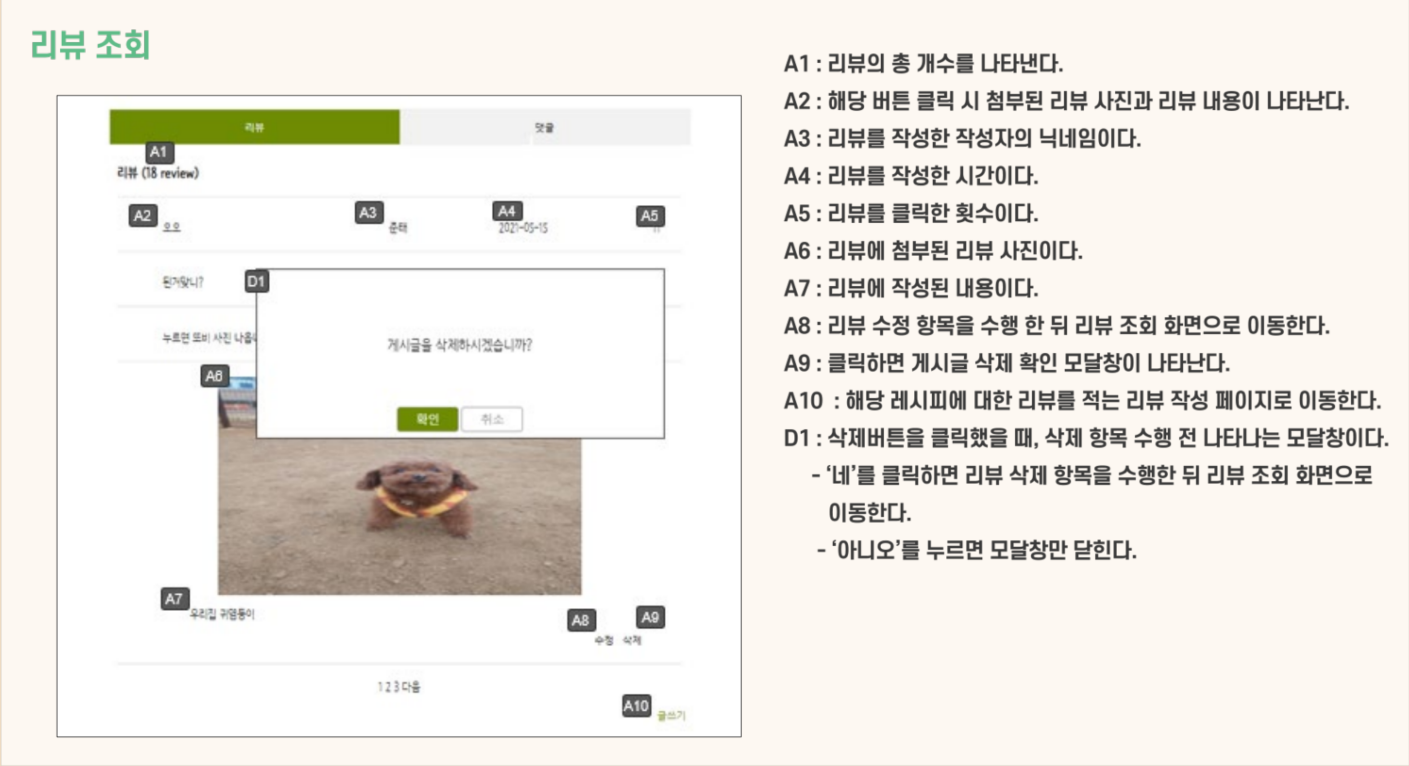 리뷰 조회
리뷰
댓글
A1
리뷰 (18 review)
A2
오오
A3
준태
A4
2021-05-15
A5
11
된거맞니?
D1
누르면 또비 사진 나옴
게시글을 삭제하시겠습니까?
확인
취소
A6
A7
우리집 귀염둥이
A8
수정
A9
삭제
1 2 3 다음
A10
글쓰기
A1 : 리뷰의 총 개수를 나타낸다.
A2 : 해당 버튼 클릭 시 첨부된 리뷰 사진과 리뷰 내용이 나타난다.
A3 : 리뷰를 작성한 작성자의 닉네임이다.
A4 : 리뷰를 작성한 시간이다.
A5 : 리뷰를 클릭한 횟수이다.
A6 : 리뷰에 첨부된 리뷰 사진이다.
A7 : 리뷰에 작성된 내용이다.
A8 : 리뷰 수정 항목을 수행 한 뒤 리뷰 조회 화면으로 이동한다.
A9 : 클릭하면 게시글 삭제 확인 모달창이 나타난다.
A10 : 해당 레시피에 대한 리뷰를 적는 리뷰 작성 페이지로 이동한다.
D1 : 삭제버튼을 클릭했을 때, 삭제 항목 수행 전 나타나는 모달창이다.
- ‘네’를 클릭하면 리뷰 삭제 항목을 수행한 뒤 리뷰 조회 화면으로
이동한다.
- ‘아니오’를 누르면 모달창만 닫힌다.